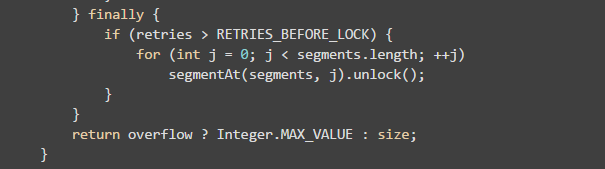 } finally {
if (retries > RETRIES_BEFORE_LOCK) {
for (int j = 0; j < segments.length; ++j)
segmentAt(segments, j).unlock();
}
}
return overflow ? Integer.MAX_VALUE : size;
}